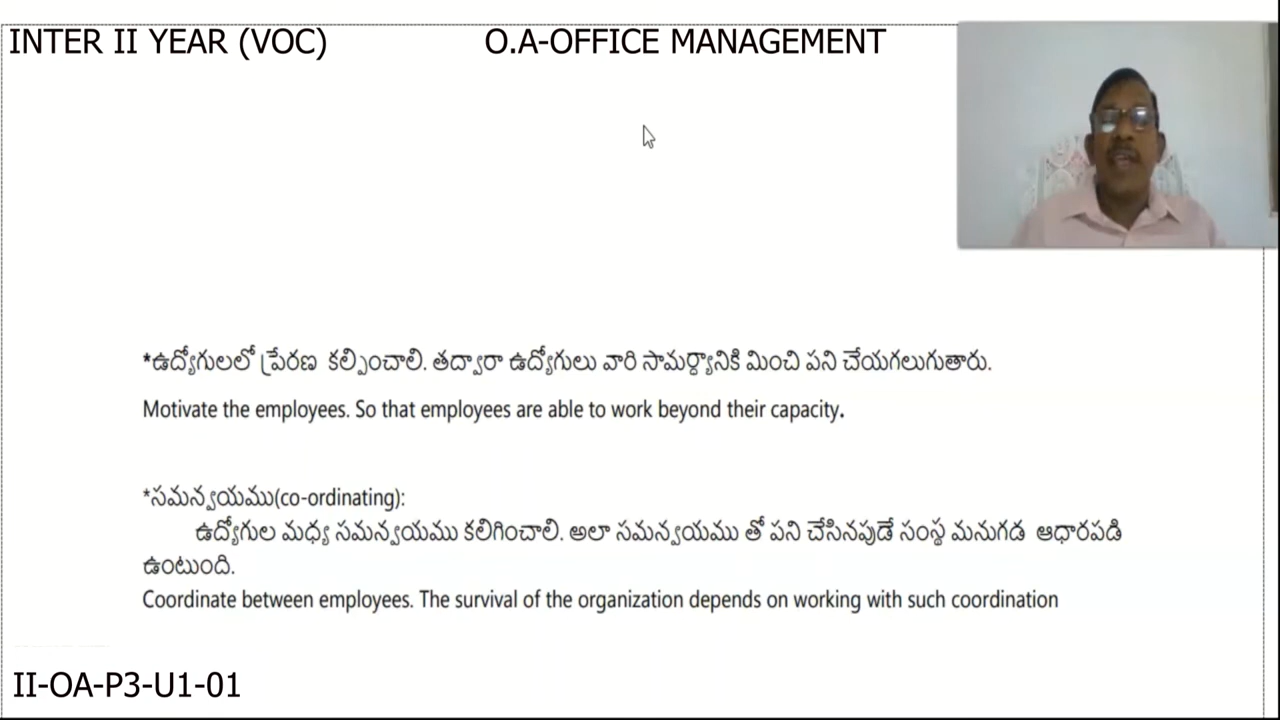 INTER II YEAR (VOC) O.A-OFFICE MANAGEMENT
*ఉద్యోగులలో ప్రేరణ కల్పించాలి. తద్వారా ఉద్యోగులు వారి సామర్థ్యానికి మించి పని చేయగలుగుతారు.
Motivate the employees. So that employees are able to work beyond their capacity.
*సమన్వయము(co-ordinating):
ఉద్యోగుల మధ్య సమన్వయము కలిగించాలి. అలా సమన్వయము తో పని చేసినపుడే సంస్థ మనుగడ ఆధారపడి
ఉంటుంది.
Coordinate between employees. The survival of the organization depends on working with such coordination
II-OA-P3-U1-01